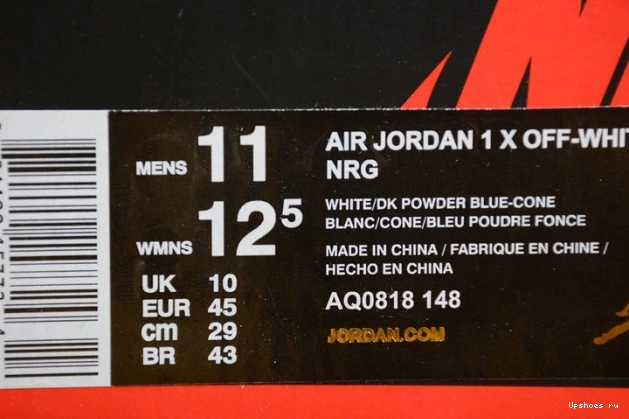 MENS 11
WMNS 12 5
UK 10
EUR 45
cm 29
BR 43
AIR JORDAN 1 X OFF-WHIT
NRG
WHITE/DK POWDER BLUE-CONE
BLANC/CONE/BLEU POUDRE FONCE
MADE IN CHINA / FABRIQUE EN CHINE /
HECHO EN CHINA
AQ0818 148
JORDAN.COM
Upshoes ru